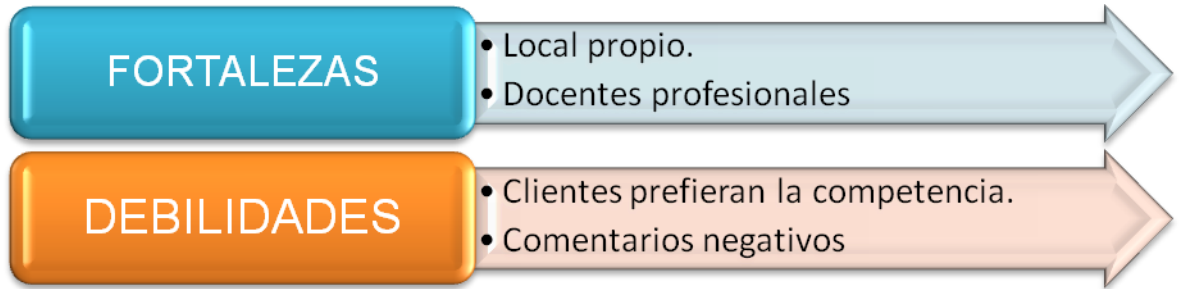 FORTALEZAS
• Local propio.
• Docentes profesionales
DEBILIDADES
• Clientes prefieran la competencia.
• Comentarios negativos